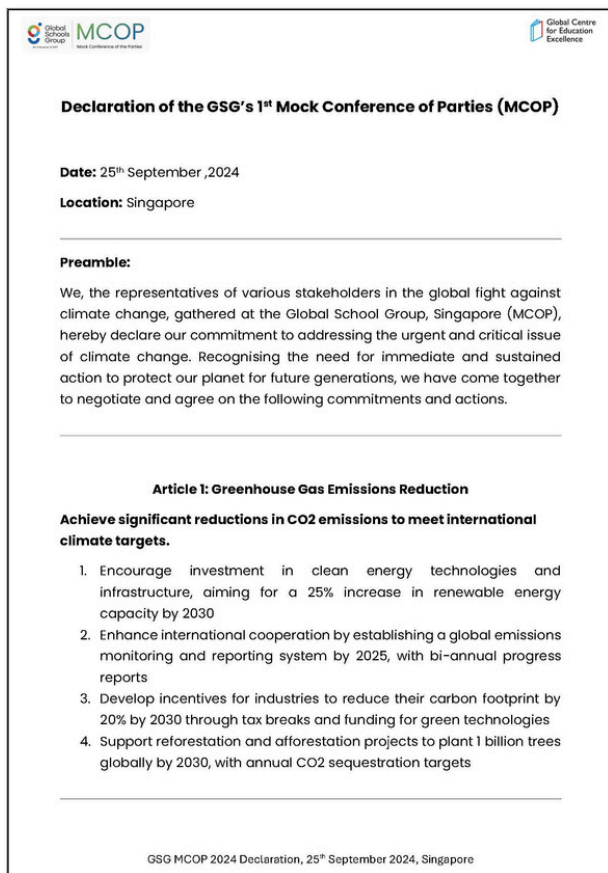 Global
Schools
Group
MCOP
Mock Conference of the Parties
Global Centre
for Education
Excellence
Declaration of the GSG's 1st Mock Conference of Parties (MCOP)
Date: 25th September ,2024
Location: Singapore
Preamble:
We, the representatives of various stakeholders in the global fight against
climate change, gathered at the Global School Group, Singapore (MCOP),
hereby declare our commitment to addressing the urgent and critical issue
of climate change. Recognising the need for immediate and sustained
action to protect our planet for future generations, we have come together
to negotiate and agree on the following commitments and actions.
Article 1: Greenhouse Gas Emissions Reduction
Achieve significant reductions in CO2 emissions to meet international
climate targets.
1. Encourage investment in clean energy technologies and
infrastructure, aiming for a 25% increase in renewable energy
capacity by 2030
2. Enhance international cooperation by establishing a global emissions
monitoring and reporting system by 2025, with bi-annual progress
reports
3. Develop incentives for industries to reduce their carbon footprint by
20% by 2030 through tax breaks and funding for green technologies
4. Support reforestation and afforestation projects to plant 1 billion trees
globally by 2030, with annual CO2 sequestration targets
GSG MCOP 2024 Declaration, 25th September 2024, Singapore